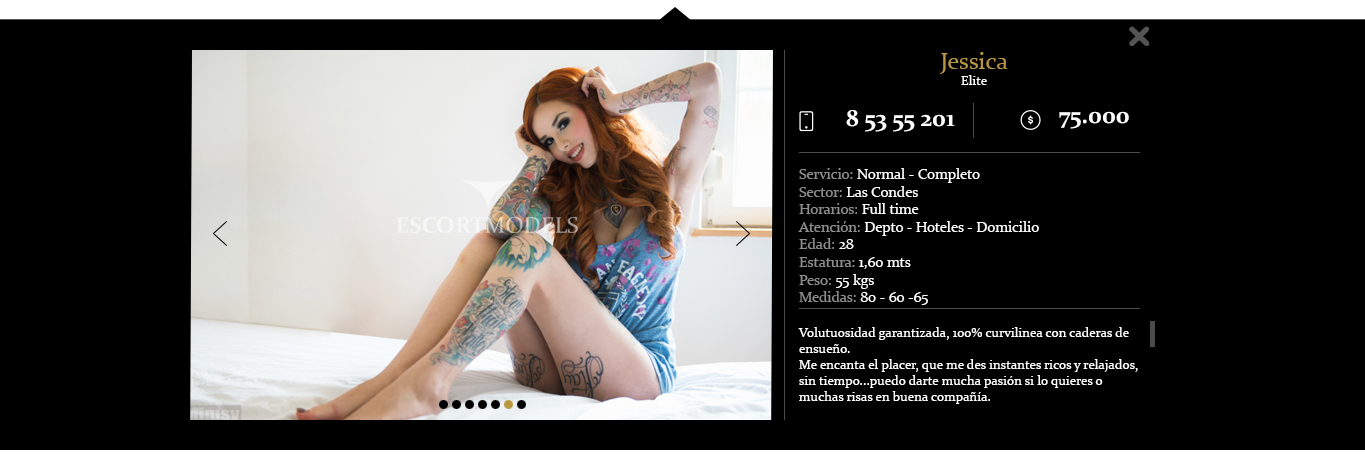 Jessica
Elite
8 53 55 201
75.000
Servicio: Normal - Completo
Sector: Las Condes
Horarios: Full time
Atención: Depto - Hoteles - Domicilio
Edad: 28
Estatura: 1,60 mts
Peso: 55 kgs
Medidas: 80 - 60 -65
Volutuosidad garantizada, 100% curvilinea con caderas de
ensueño.
Me encanta el placer, que me des instantes ricos y relajados,
sin tiempo...puedo darte mucha pasión si lo quieres o
muchas risas en buena compañía.
ESCORTMODELS